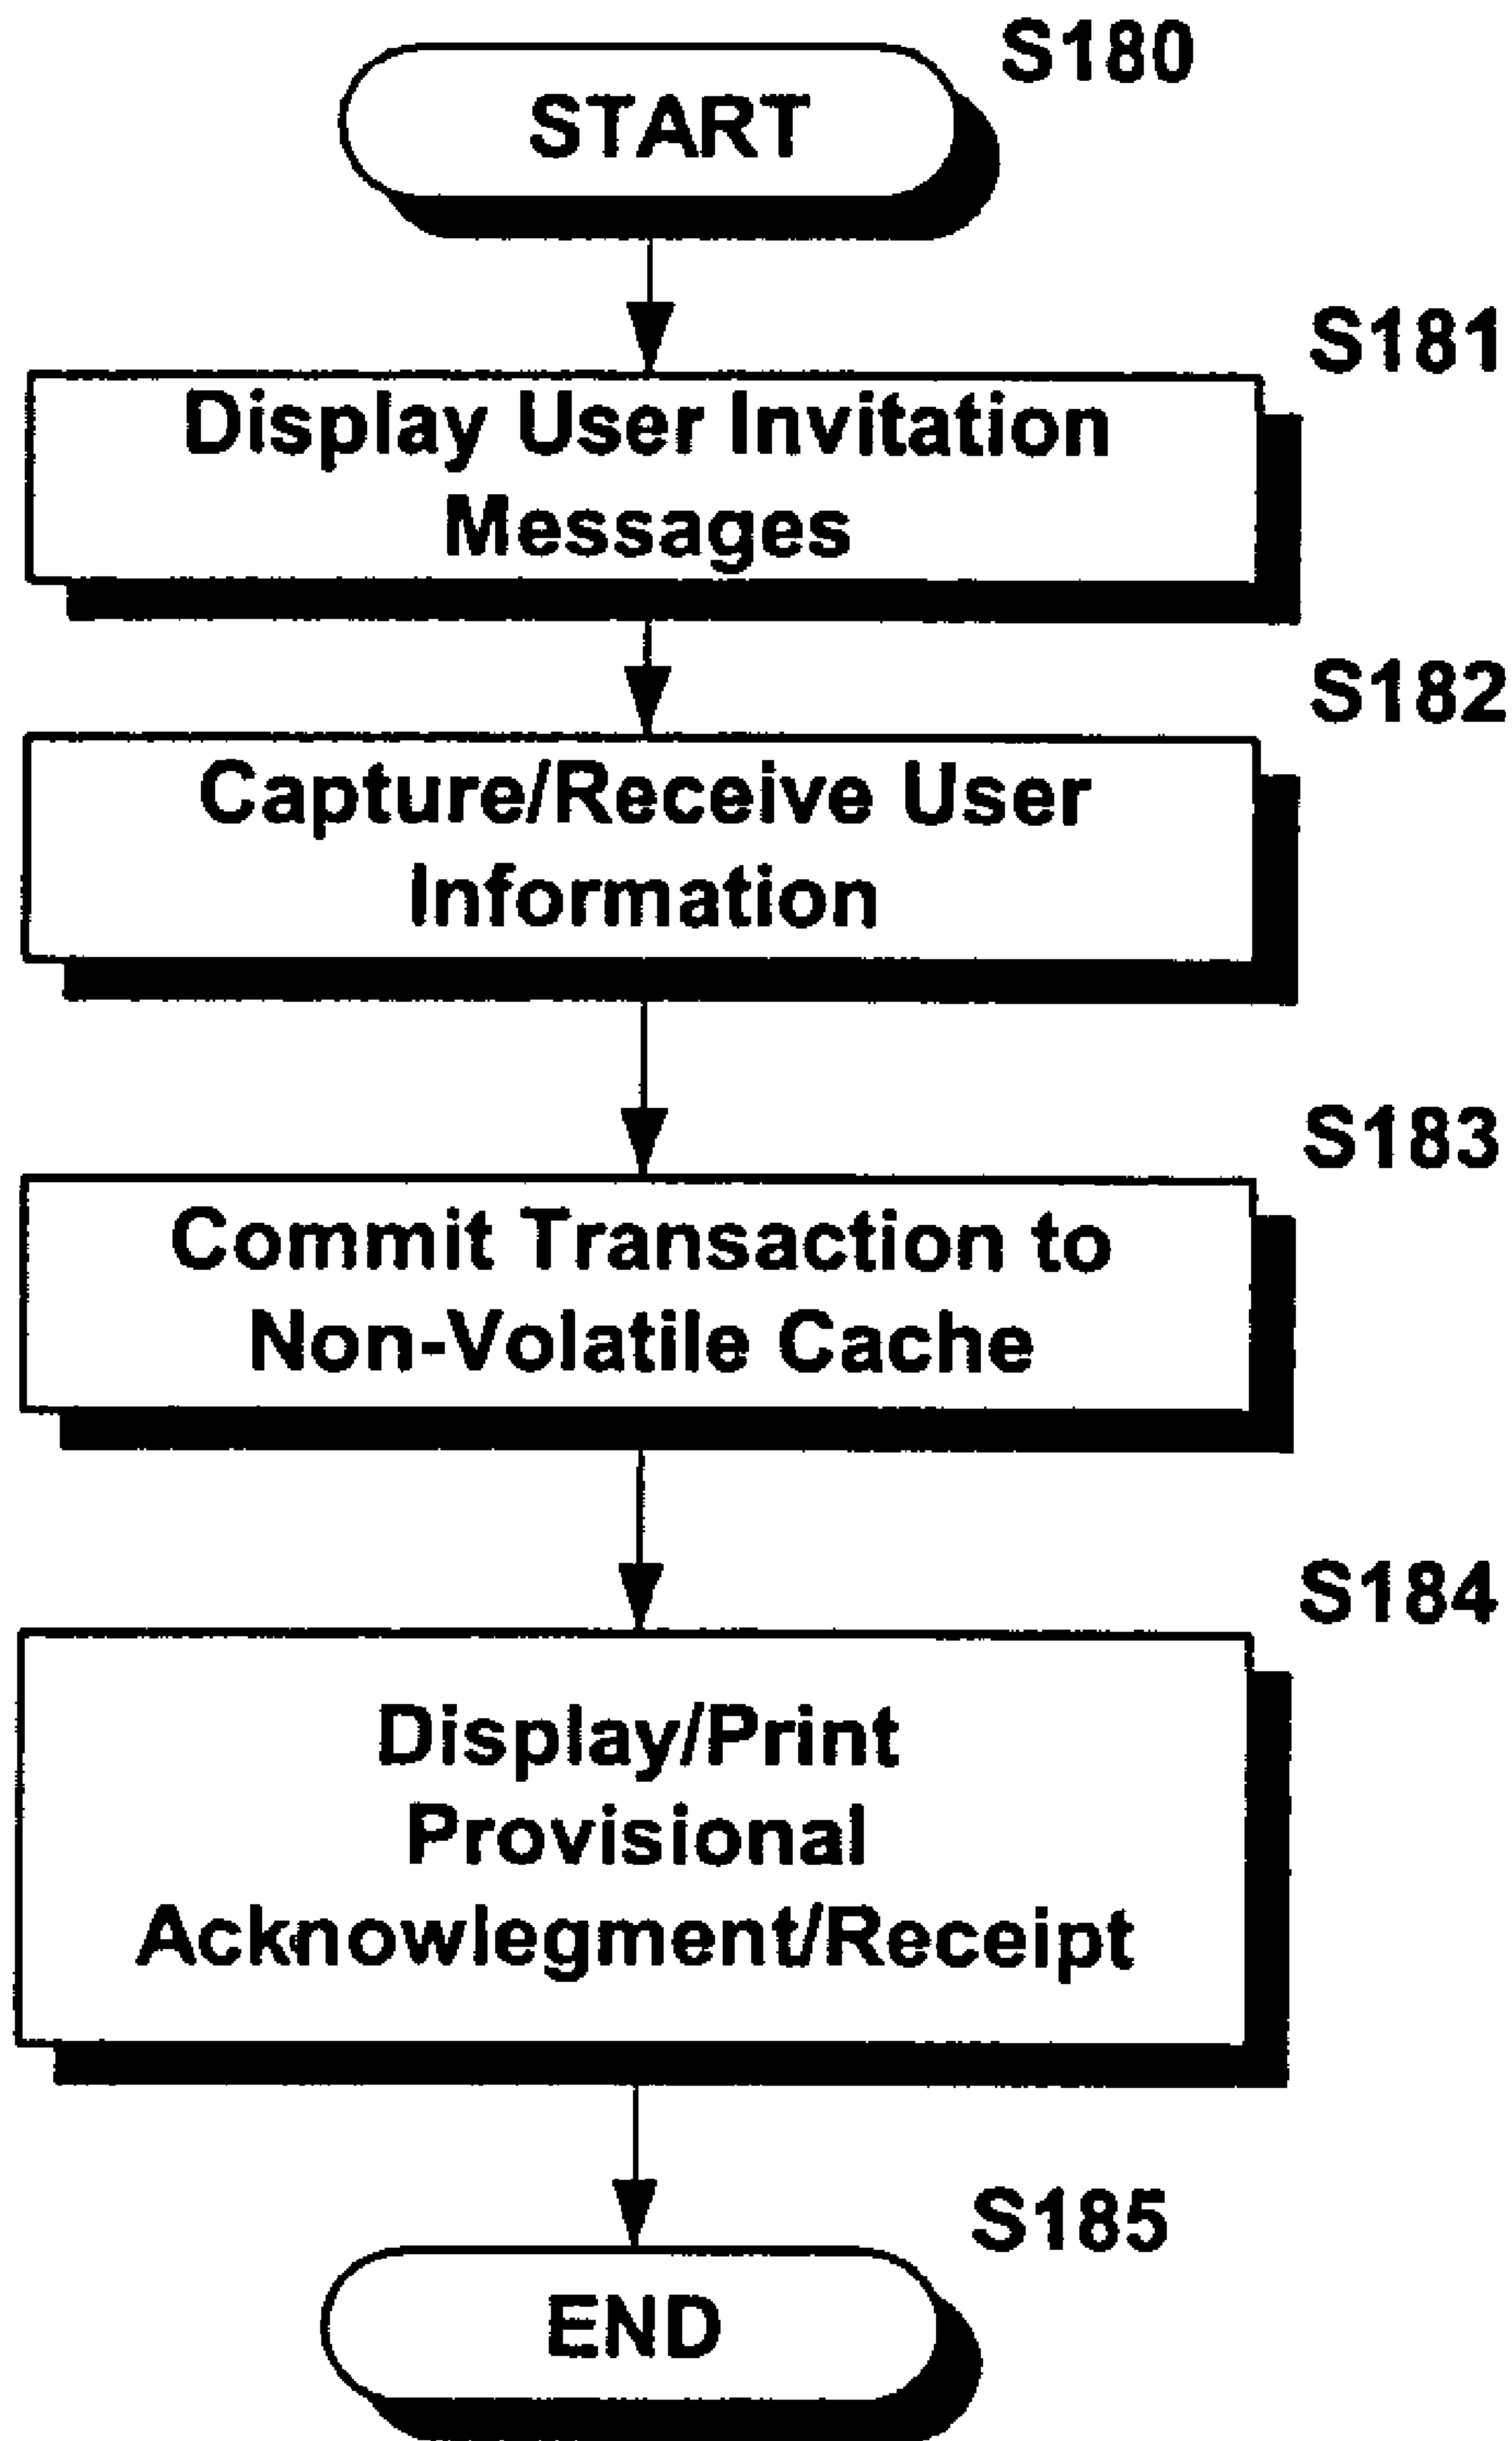 S180
START
S181
Display User Invitation
Messages
S182
Capture/Receive User
Information
S183
Commit Transaction to
Non-Volatile Cache
S184
Display/Print
Provisional
Acknowlegment/Receipt
S185
END